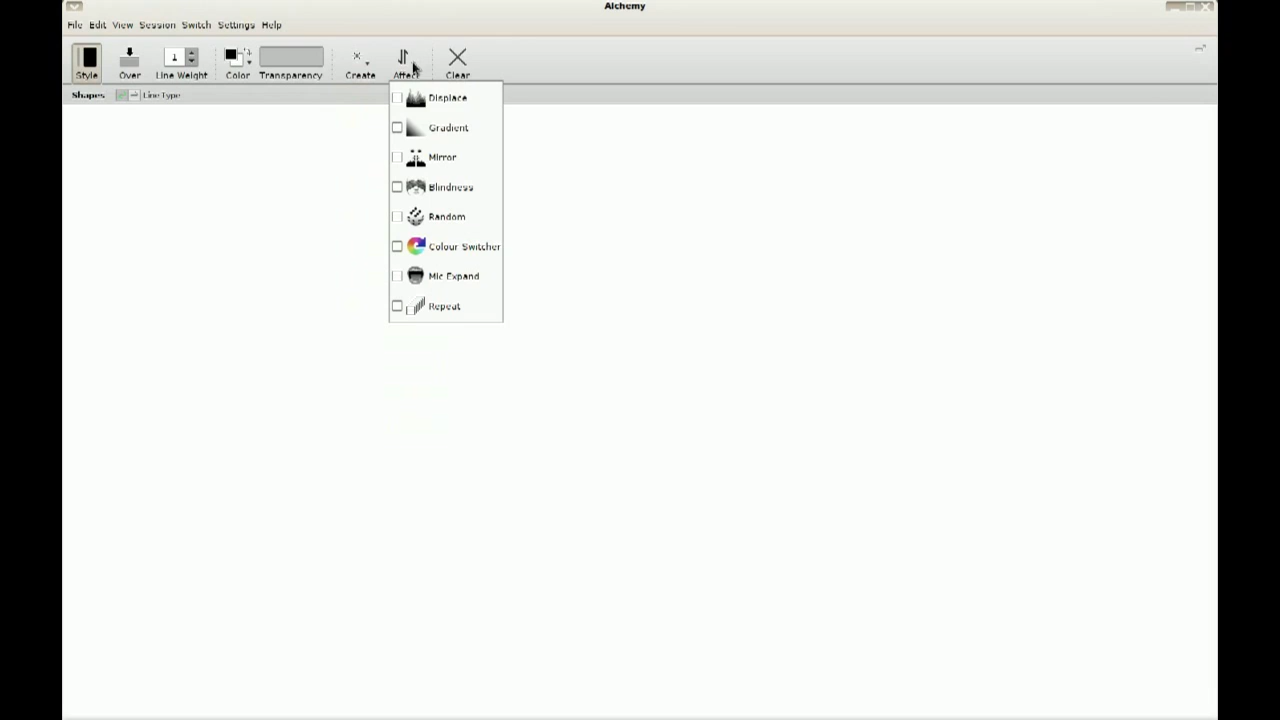 Alchemy
File Edit View Session Switch Settings Help
1
Style Over Line Weight Color Transparency Create Affect Clear
Shapes Line Type
Displace
Gradient
Mirror
Blindness
Random
Colour Switcher
Mic Expand
Repeat